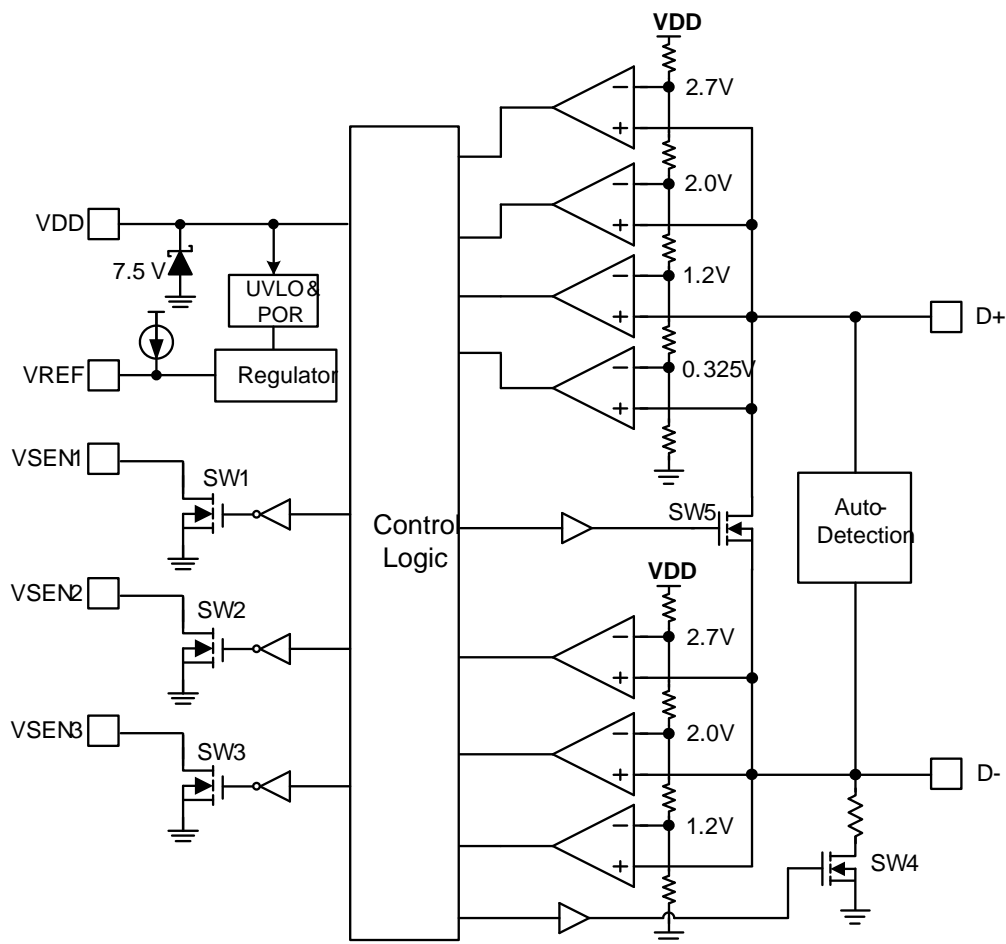 VDD
2.7V
−
+
2.0V
−
+
VDD
7.5 V
1.2V
−
+
UVLO &
POR
D+
VREF
Regulator
0.325V
−
+
VSEN1
SW1
Control
Logic
SW5
Auto-
Detection
VSEN2
SW2
VDD
2.7V
−
+
VSEN3
SW3
2.0V
−
+
D-
1.2V
−
+
SW4